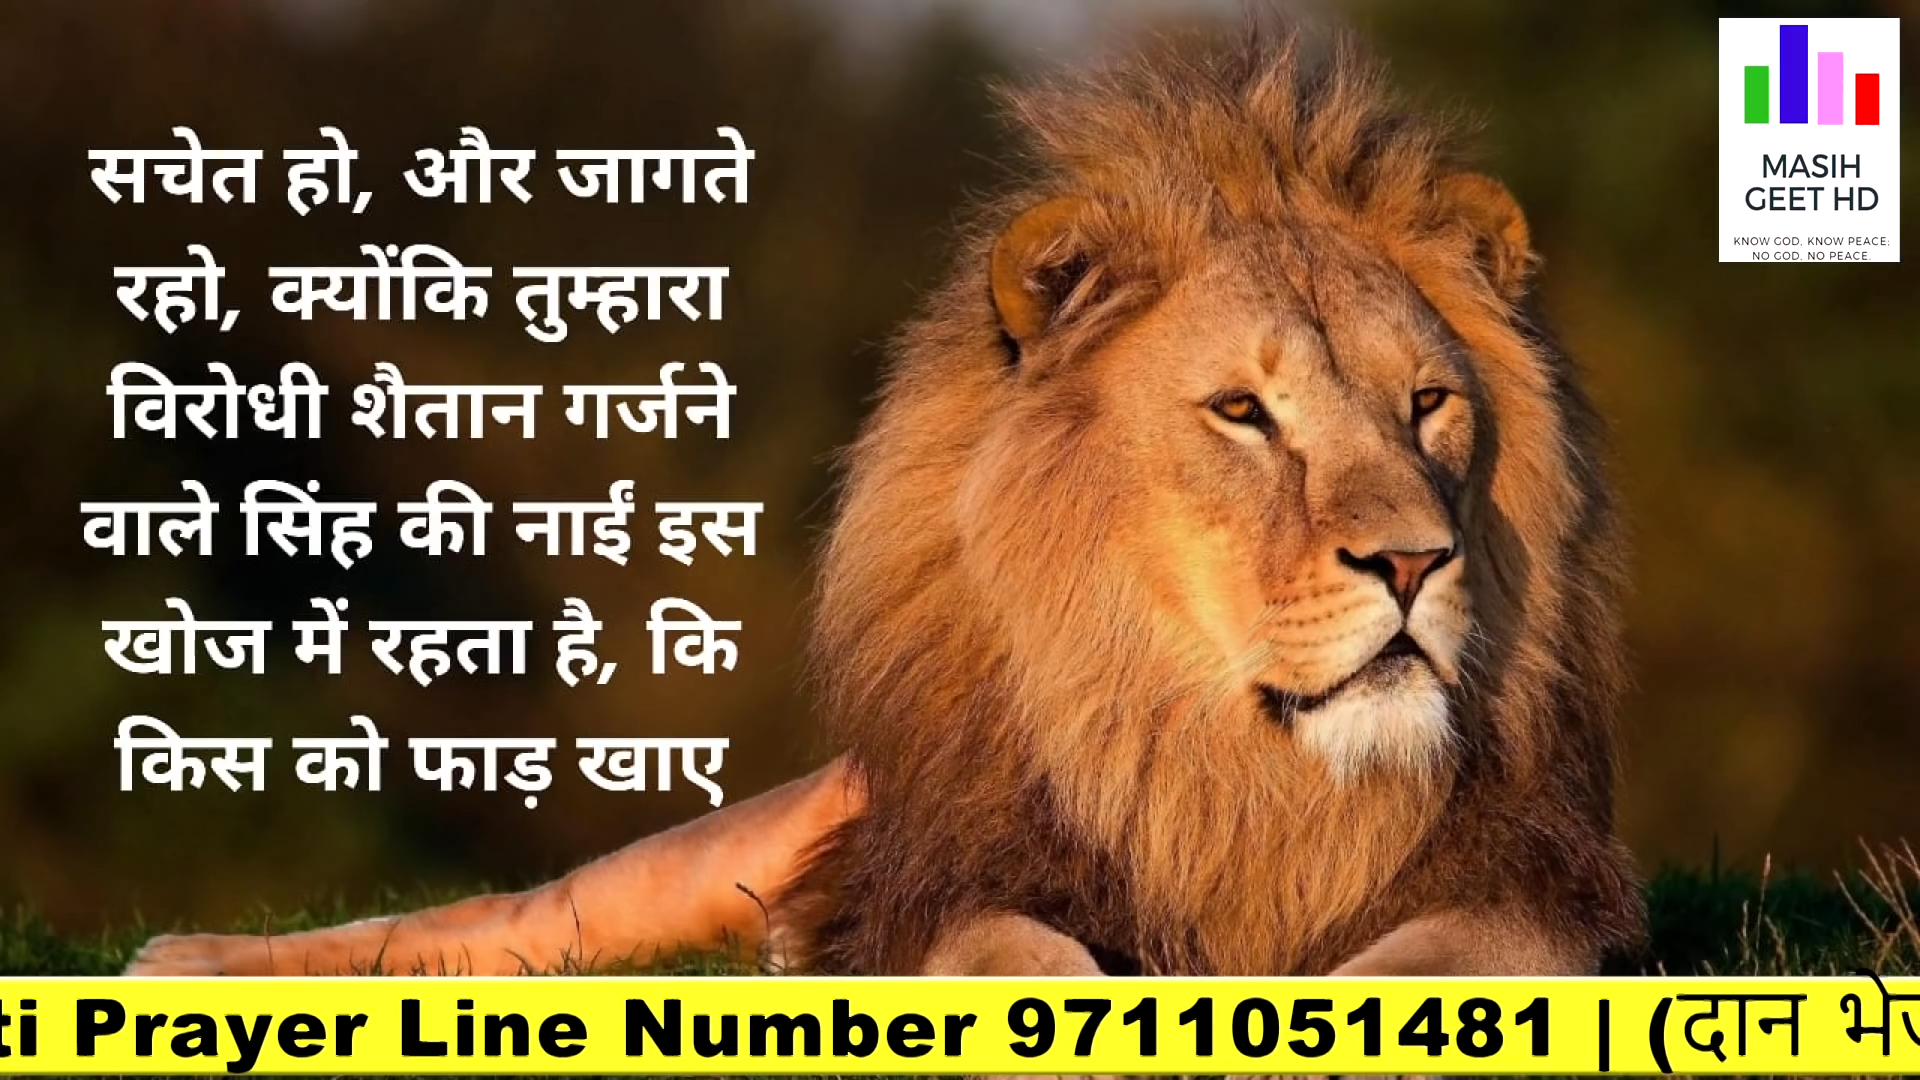 सचेत हो, और जागते
रहो, क्योंकि तुम्हारा
विरोधी शैतान गर्जने
वाले सिंह की नाईं इस
खोज में रहता है, कि
किस को फाड़ खाए
MASIH
GEET HD
KNOW GOD, KNOW PEACE;
NO GOD, NO PEACE.
ti Prayer Line Number 9711051481 | (दान